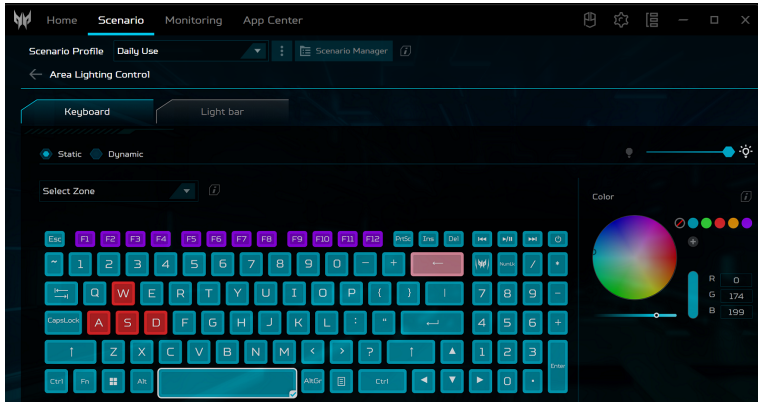 Home Scenario Monitoring App Center
Scenario Profile Daily Use Scenario Manager i
Area Lighting Control
Keyboard Light bar
Static Dynamic
Select Zone i
Color i
Esc F1 F2 F3 F4 F5 F6 F7 F8 F9 F10 F11 F12 PrtSc Ins Del
~ 1 2 3 4 5 6 7 8 9 0 - + NumLk / *
Q W E R T Y U I O P { } | 7 8 9 -
R 0
G 174
B 199
CapsLock A S D F G H J K L : " 4 5 6 +
Z X C V B N M < > ? 1 2 3
Ctrl Fn Alt AltGr Ctrl 0 . Enter